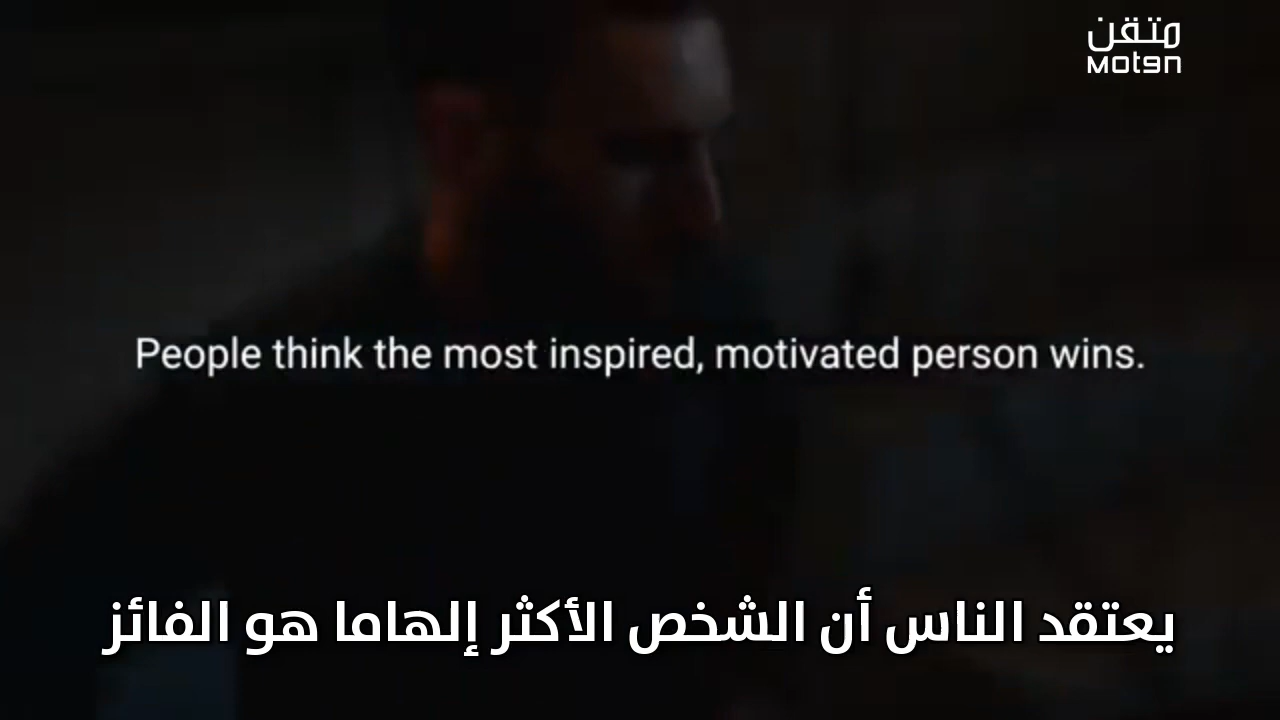 متقن
MOT9N
People think the most inspired, motivated person wins.
يعتقد الناس أن الشخص الأكثر إلهاما هو الفائز